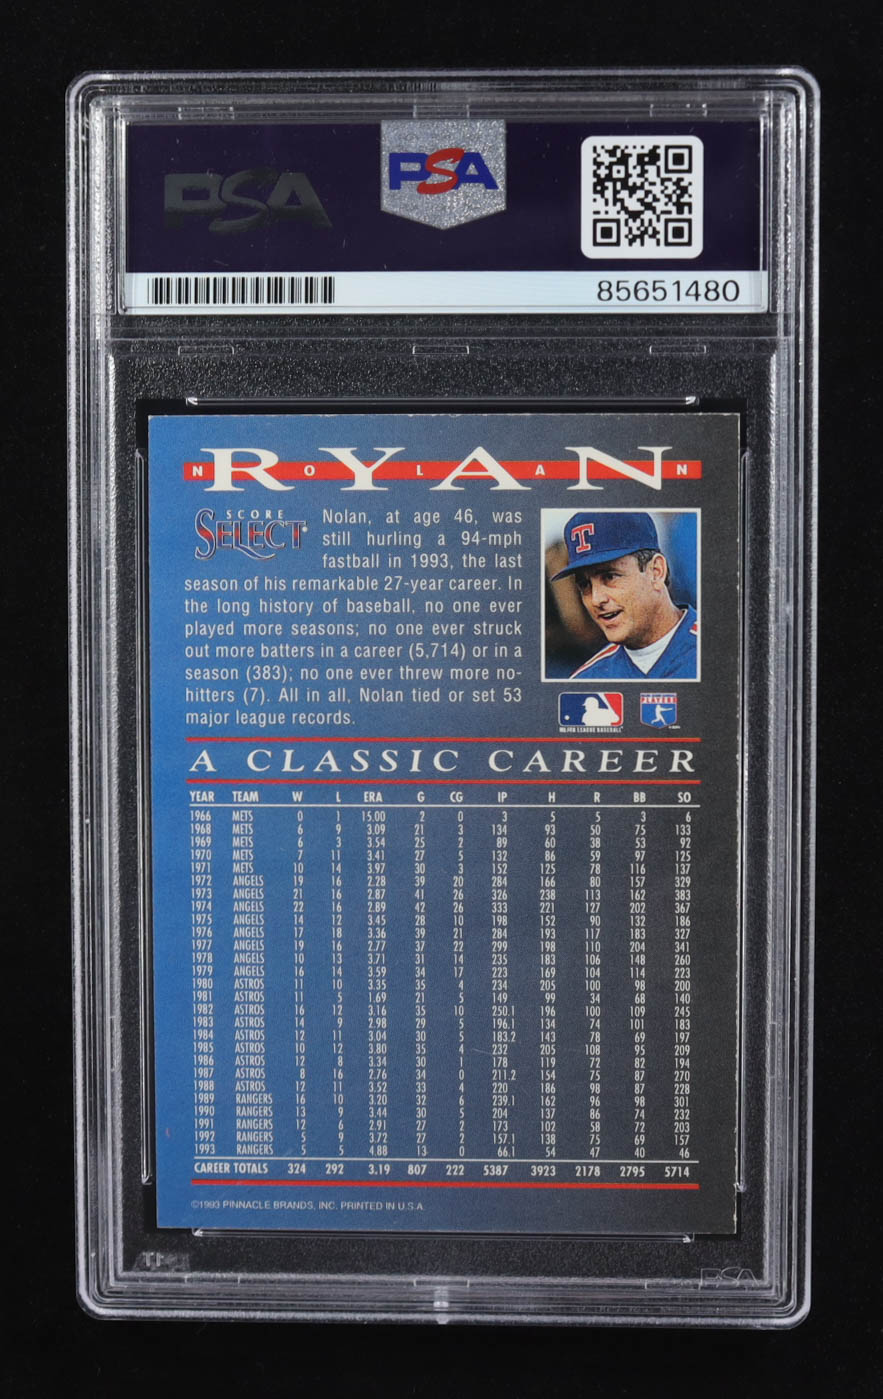 PSA
PSA
85651480
RYAN
NOLAN
SCORE
SELECT
Nolan, at age 46, was
still hurling a 94-mph
fastball in 1993, the last
season of his remarkable 27-year career. In
the long history of baseball, no one ever
played more seasons; no one ever struck
out more batters in a career (5,714) or in a
season (383); no one ever threw more no-
hitters (7). All in all, Nolan tied or set 53
major league records.
T
MAJOR LEAGUE BASEBALL
PLAYERS
A CLASSIC CAREER
YEAR TEAM W L ERA G CG IP H R BB SO
1966 METS 0 1 15.00 2 0 3 5 5 3 6
1968 METS 6 9 3.09 21 3 134 93 50 75 133
1969 METS 6 3 3.54 25 2 89 60 38 53 92
1970 METS 7 11 3.41 27 5 132 86 59 97 125
1971 METS 10 14 3.97 30 3 152 125 78 116 137
1972 ANGELS 19 16 2.28 39 20 284 166 80 157 329
1973 ANGELS 21 16 2.87 41 26 326 238 113 162 383
1974 ANGELS 22 16 2.89 42 26 333 221 127 202 367
1975 ANGELS 14 12 3.45 28 10 198 152 90 132 186
1976 ANGELS 17 18 3.36 39 21 284 193 117 183 327
1977 ANGELS 19 16 2.77 37 22 299 198 110 204 341
1978 ANGELS 10 13 3.71 31 14 235 183 106 148 260
1979 ANGELS 16 14 3.59 34 17 223 169 104 114 223
1980 ASTROS 11 10 3.35 35 4 234 205 100 98 200
1981 ASTROS 11 5 1.69 21 5 149 99 34 68 140
1982 ASTROS 16 12 3.16 35 10 250.1 196 100 109 245
1983 ASTROS 14 9 2.98 29 5 196.1 134 74 101 183
1984 ASTROS 12 11 3.04 30 5 183.2 143 78 69 197
1985 ASTROS 10 12 3.80 35 4 232 205 108 95 209
1986 ASTROS 12 8 3.34 30 1 178 119 72 82 194
1987 ASTROS 8 16 2.76 34 0 211.2 154 75 87 270
1988 ASTROS 12 11 3.52 33 4 220 186 98 87 228
1989 RANGERS 16 10 3.20 32 6 239.1 162 96 98 301
1990 RANGERS 13 9 3.44 30 5 204 137 86 74 232
1991 RANGERS 12 6 2.91 27 2 173 102 58 72 203
1992 RANGERS 5 9 3.72 27 2 157.1 138 75 69 157
1993 RANGERS 5 5 4.88 13 0 66.1 54 47 40 46
CAREER TOTALS 324 292 3.19 807 222 5387 3923 2178 2795 5714
©1993 PINNACLE BRANDS, INC. PRINTED IN U.S.A.
PSA